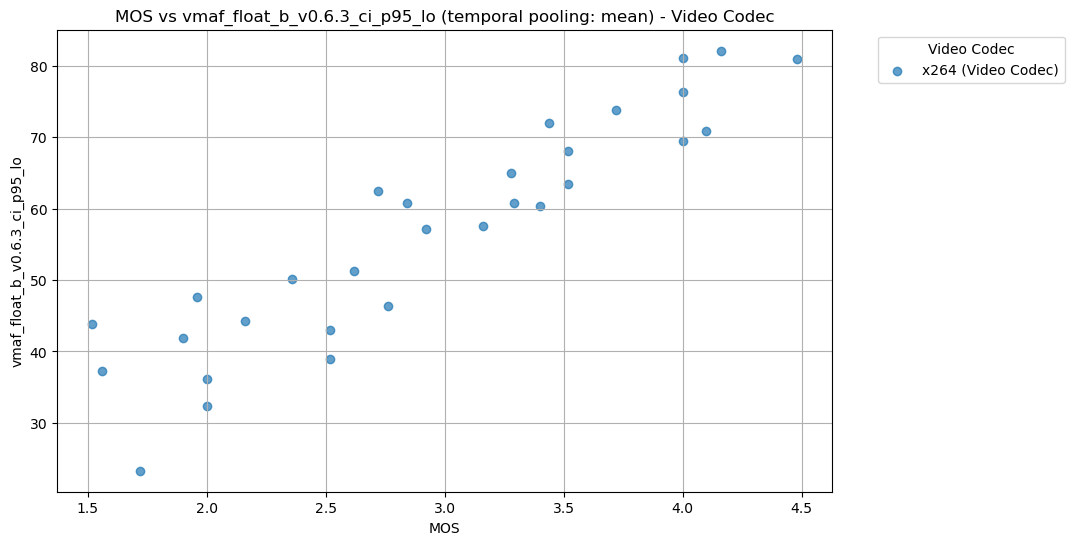 MOS vs vmaf_float_b_v0.6.3_ci_p95_lo (temporal pooling: mean) - Video Codec
Video Codec
x264 (Video Codec)
vmaf_float_b_v0.6.3_ci_p95_lo
80
70
60
50
40
30
1.5
2.0
2.5
3.0
3.5
4.0
4.5
MOS